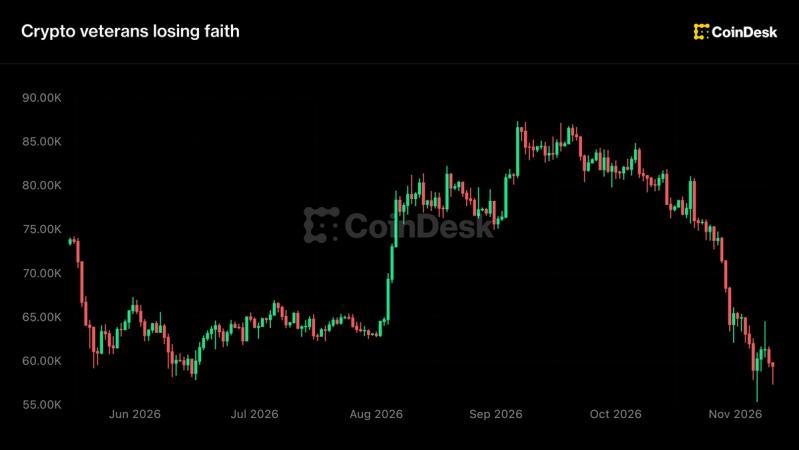 Crypto veterans losing faith
CoinDesk
90.00K
85.00K
80.00K
75.00K
70.00K
65.00K
60.00K
55.00K
CoinDesk
Jun 2026 Jul 2026 Aug 2026 Sep 2026 Oct 2026 Nov 2026